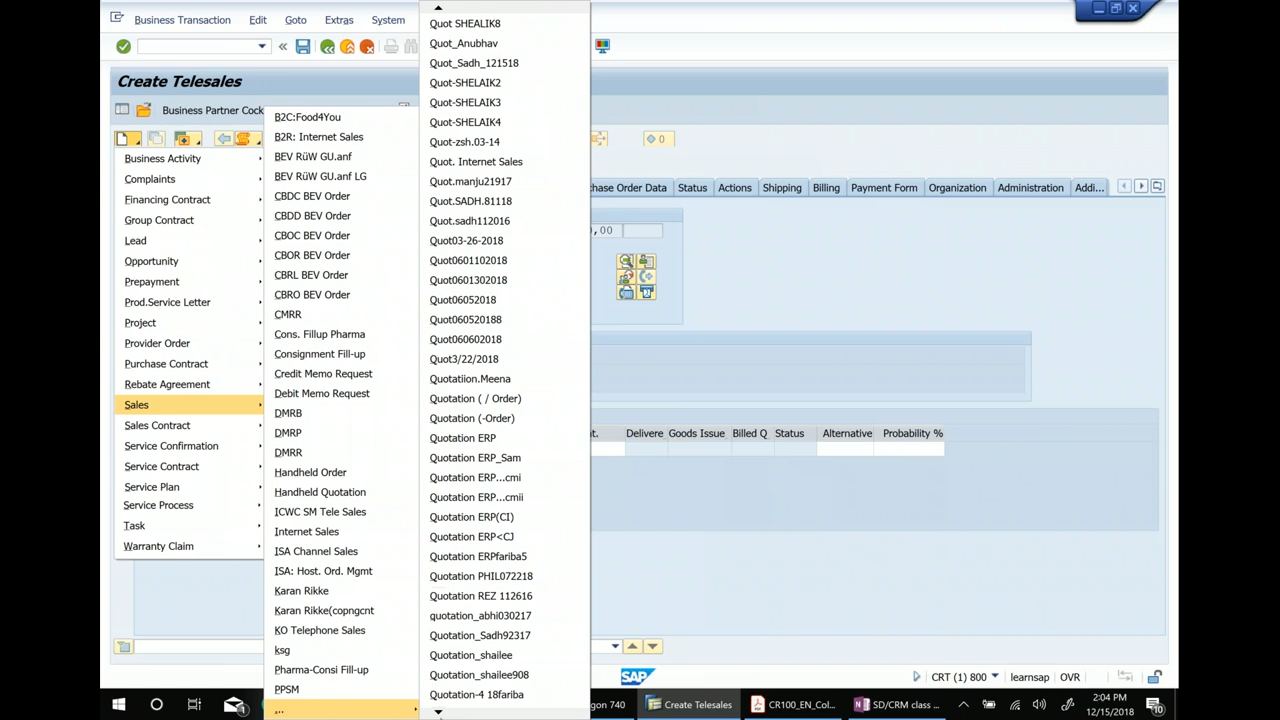 Business Transaction Edit Goto Extras System
Create Telesales
Business Partner Cock
0
Business Activity
Complaints
Financing Contract
Group Contract
Lead
Opportunity
Prepayment
Prod.Service Letter
Project
Provider Order
Purchase Contract
Rebate Agreement
Sales
Sales Contract
Service Confirmation
Service Contract
Service Plan
Service Process
Task
Warranty Claim
B2C:Food4You
B2R: Internet Sales
BEV RüW GU.anf
BEV RüW GU.anf LG
CBDC BEV Order
CBDD BEV Order
CBOC BEV Order
CBOR BEV Order
CBRL BEV Order
CBRO BEV Order
CMRR
Cons. Fillup Pharma
Consignment Fill-up
Credit Memo Request
Debit Memo Request
DMRB
DMRP
DMRR
Handheld Order
Handheld Quotation
ICWC SM Tele Sales
Internet Sales
ISA Channel Sales
ISA: Host. Ord. Mgmt
Karan Rikke
Karan Rikke(copngcnt
KO Telephone Sales
ksg
Pharma-Consi Fill-up
PPSM
...
Quot SHEALIK8
Quot_Anubhav
Quot_Sadh_121518
Quot-SHELAIK2
Quot-SHELAIK3
Quot-SHELAIK4
Quot-zsh.03-14
Quot. Internet Sales
Quot.manju21917
Quot.SADH.81118
Quot.sadh112016
Quot03-26-2018
Quot0601102018
Quot0601302018
Quot06052018
Quot060520188
Quot060602018
Quot3/22/2018
Quotatiion.Meena
Quotation ( / Order)
Quotation (-Order)
Quotation ERP
Quotation ERP_Sam
Quotation ERP...cmi
Quotation ERP...cmii
Quotation ERP(CI)
Quotation ERP<CJ
Quotation ERPfariba5
Quotation PHIL072218
Quotation REZ 112616
quotation_abhi030217
Quotation_Sadh92317
Quotation_shailee
Quotation_shailee908
Quotation-4 18fariba
chase Order Data Status Actions Shipping Billing Payment Form Organization Administration Addi...
0,00
nt. Delivere Goods Issue Billed Q Status Alternative Probability %
SAP CRT (1) 800 learnsap OVR
gon 740 Create Telesales CR100_EN_Col... SD/CRM class ...
2:04 PM
12/15/2018
10